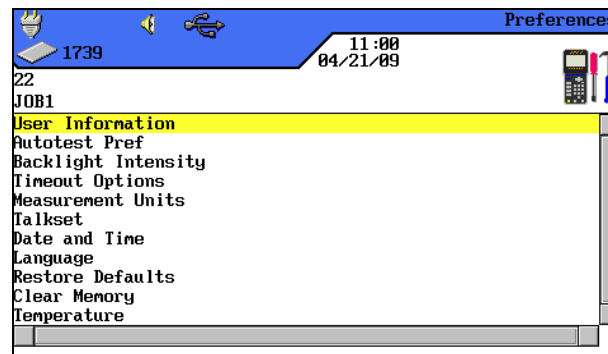 Preferences
1739
11:00
04/21/09
22
JOB1
User Information
Autotest Pref
Backlight Intensity
Timeout Options
Measurement Units
Talkset
Date and Time
Language
Restore Defaults
Clear Memory
Temperature